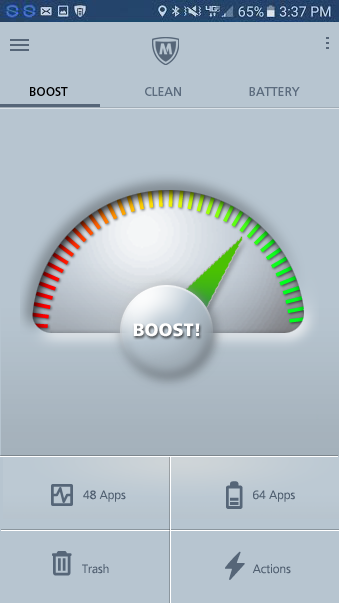 65% 3:37 PM
M
BOOST CLEAN BATTERY
BOOST!
48 Apps 64 Apps
Trash Actions